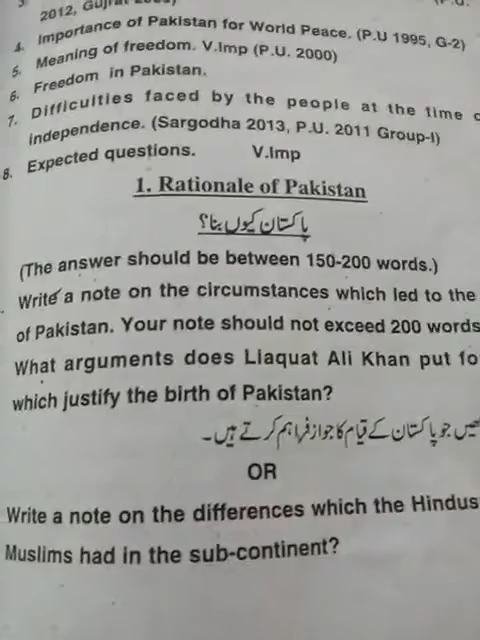 3
2012, Gujrat
4. Importance of Pakistan for World Peace. (P.U 1995, G-2)
5. Meaning of freedom. V.Imp (P.U. 2000)
6. Freedom in Pakistan.
7. Difficulties faced by the people at the time
independence. (Sargodha 2013, P.U. 2011 Group-I)
8. Expected questions. V.Imp
1. Rationale of Pakistan
پاکستان کیوں بنا؟
(The answer should be between 150-200 words.)
Write a note on the circumstances which led to the
of Pakistan. Your note should not exceed 200 words
What arguments does Liaquat Ali Khan put fo
which justify the birth of Pakistan?
جو پاکستان کے قیام کا جواز فراہم کرتے ہیں۔
OR
Write a note on the differences which the Hindus
Muslims had in the sub-continent?